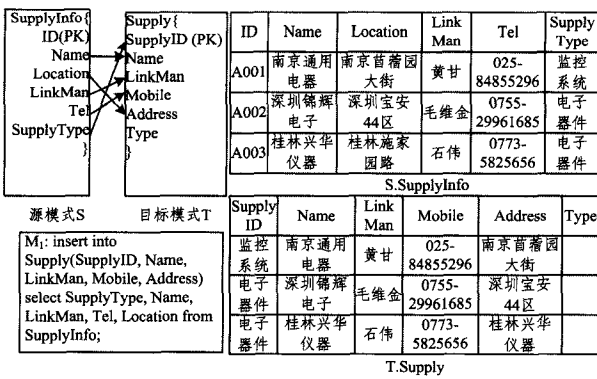 SupplyInfo{
ID(PK)
Name
Location
LinkMan
Tel
SupplyType
}
源模式S
Supply{
SupplyID (PK)
Name
LinkMan
Mobile
Address
Type
}
目标模式T
M₁: insert into
Supply(SupplyID, Name,
LinkMan, Mobile, Address)
select SupplyType, Name,
LinkMan, Tel, Location from
SupplyInfo;
ID Name Location Link Man Tel Supply Type
A001 南京通用电器 南京苜蓿园大街 黄甘 025-84855296 监控系统
A002 深圳锦辉电子 深圳宝安44区 毛维金 0755-29961685 电子器件
A003 桂林兴华仪器 桂林施家园路 石伟 0773-5825656 电子器件
S.SupplyInfo
Supply ID Name Link Man Mobile Address Type
监控系统 南京通用电器 黄甘 025-84855296 南京苜蓿园大街
电子器件 深圳锦辉电子 毛维金 0755-29961685 深圳宝安44区
电子器件 桂林兴华仪器 石伟 0773-5825656 桂林兴华仪器
T.Supply